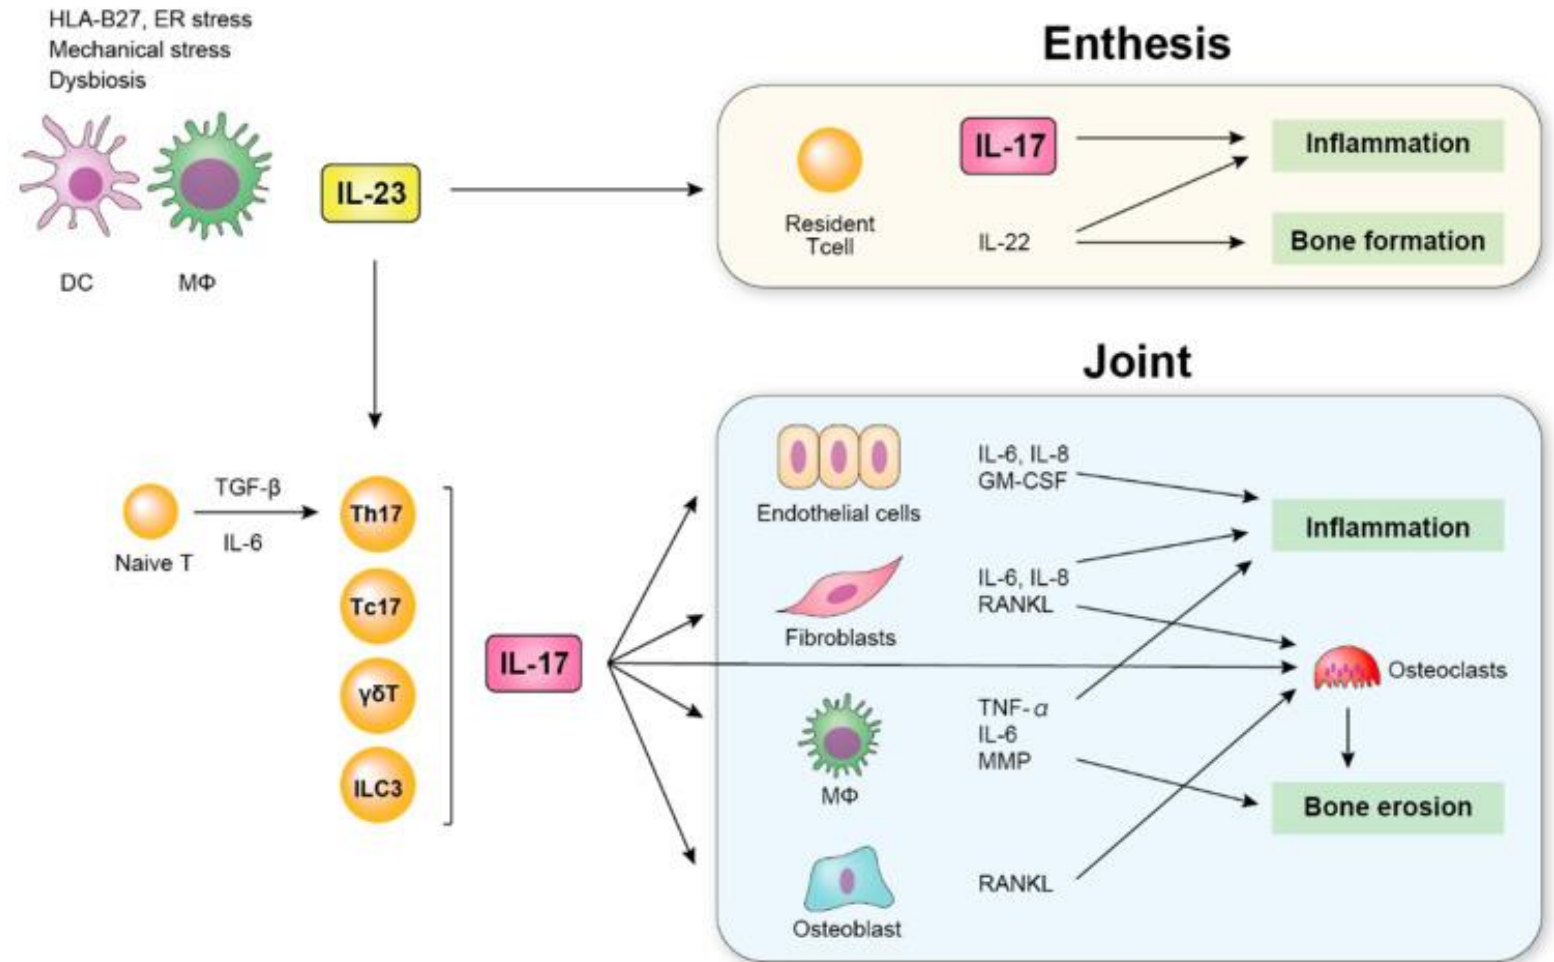 HLA-B27, ER stress
Mechanical stress
Dysbiosis
DC
MΦ
IL-23
Enthesis
Resident
Tcell
IL-17
IL-22
Inflammation
Bone formation
Naive T
TGF-β
IL-6
Th17
Tc17
γδT
ILC3
IL-17
Joint
Endothelial cells
IL-6, IL-8
GM-CSF
Inflammation
Fibroblasts
IL-6, IL-8
RANKL
Osteoclasts
MΦ
TNF-α
IL-6
MMP
Bone erosion
Osteoblast
RANKL